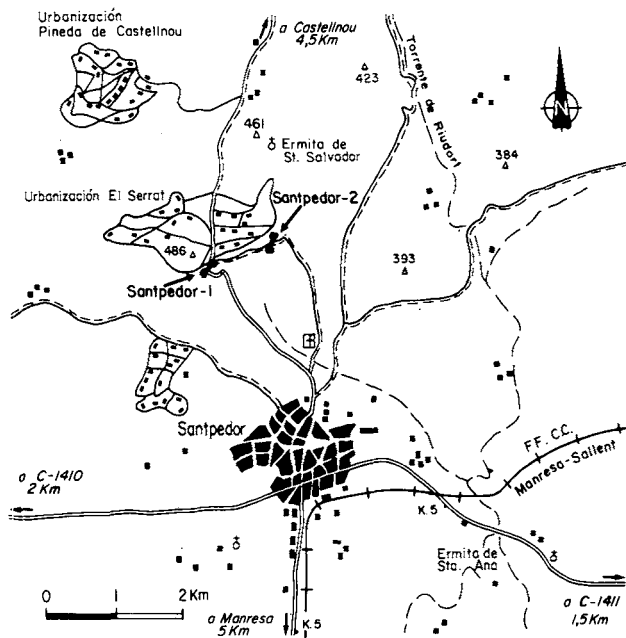 Urbanización
Pineda de Castellnou
a Castellnou
4,5 Km
423
Torrente de Riudort
N
461
Ermita de
St. Salvador
384
Urbanización El Serrat
Santpedor-2
486
393
Santpedor-1
Santpedor
FF. C.C.
Manresa-Sallent
a C-1410
2 Km
K.5
Ermita de
Sta. Ana
0 1 2 Km
a Manresa
5 Km
K.5
a C-1411
1,5 Km